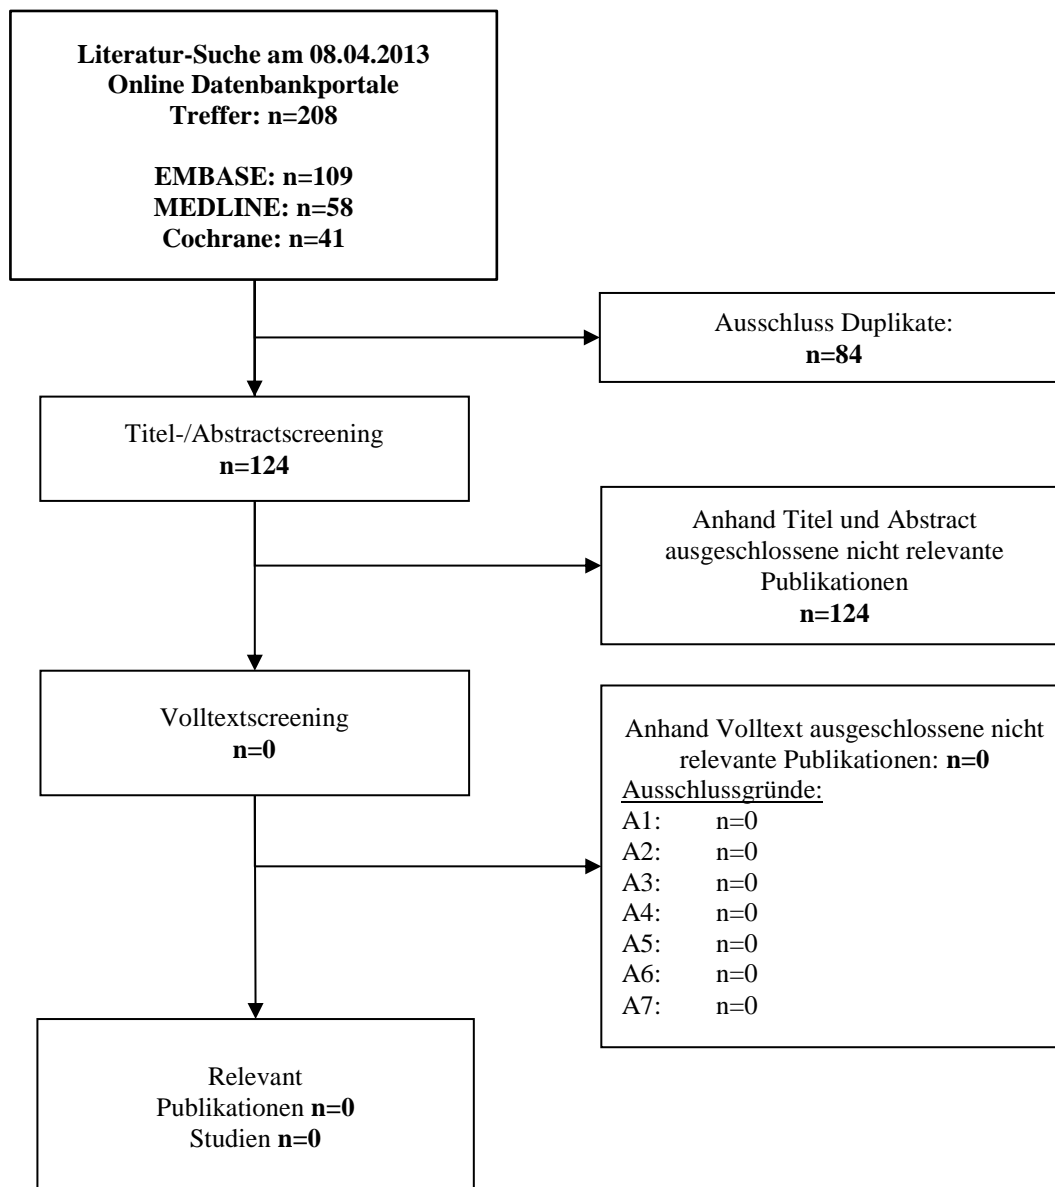 Literatur-Suche am 08.04.2013
Online Datenbankportale
Treffer: n=208
EMBASE: n=109
MEDLINE: n=58
Cochrane: n=41
Ausschluss Duplikate:
n=84
Titel-/Abstractscreening
n=124
Anhand Titel und Abstract
ausgeschlossene nicht relevante
Publikationen
n=124
Volltextscreening
n=0
Anhand Volltext ausgeschlossene nicht
relevante Publikationen: n=0
Ausschlussgründe:
A1: n=0
A2: n=0
A3: n=0
A4: n=0
A5: n=0
A6: n=0
A7: n=0
Relevant
Publikationen n=0
Studien n=0